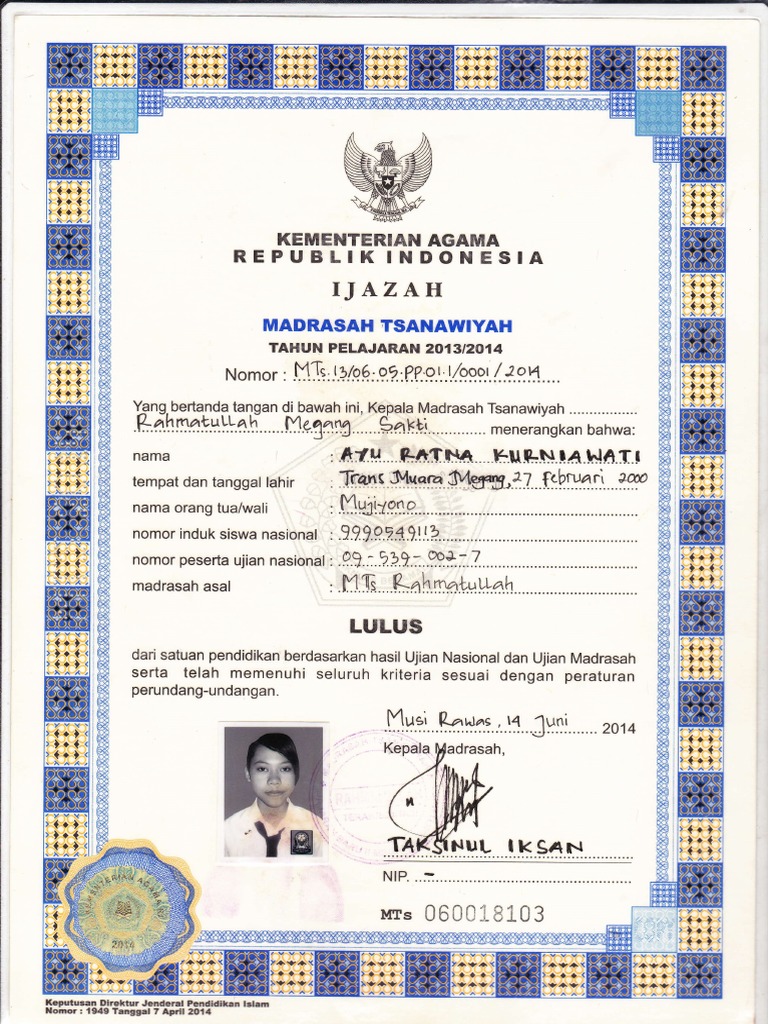 KEMENTERIAN AGAMA
REPUBLIK INDONESIA
IJAZAH
MADRASAH TSANAWIYAH
TAHUN PELAJARAN 2013/2014
Nomor : MTs.13/06.05.PP.01.1/0001/2014
Yang bertanda tangan di bawah ini, Kepala Madrasah Tsanawiyah
Rahmatullah Megang Sakti menerangkan bahwa:
nama : AYU RATNA KURNIAWATI
tempat dan tanggal lahir : Trans Muara Megang, 27 Februari 2000
nama orang tua/wali : Mujiyono
nomor induk siswa nasional : 9990549113
nomor peserta ujian nasional : 09-539-002-7
madrasah asal : MTs Rahmatullah
LULUS
dari satuan pendidikan berdasarkan hasil Ujian Nasional dan Ujian Madrasah
serta telah memenuhi seluruh kriteria sesuai dengan peraturan
perundang-undangan.
Musi Rawas, 14 Juni 2014
Kepala Madrasah,
TAKSINUL IKSAN
NIP. -
MTs 060018103
KEMENTERIAN AGAMA
2014
Keputusan Direktur Jenderal Pendidikan Islam
Nomor : 1949 Tanggal 7 April 2014